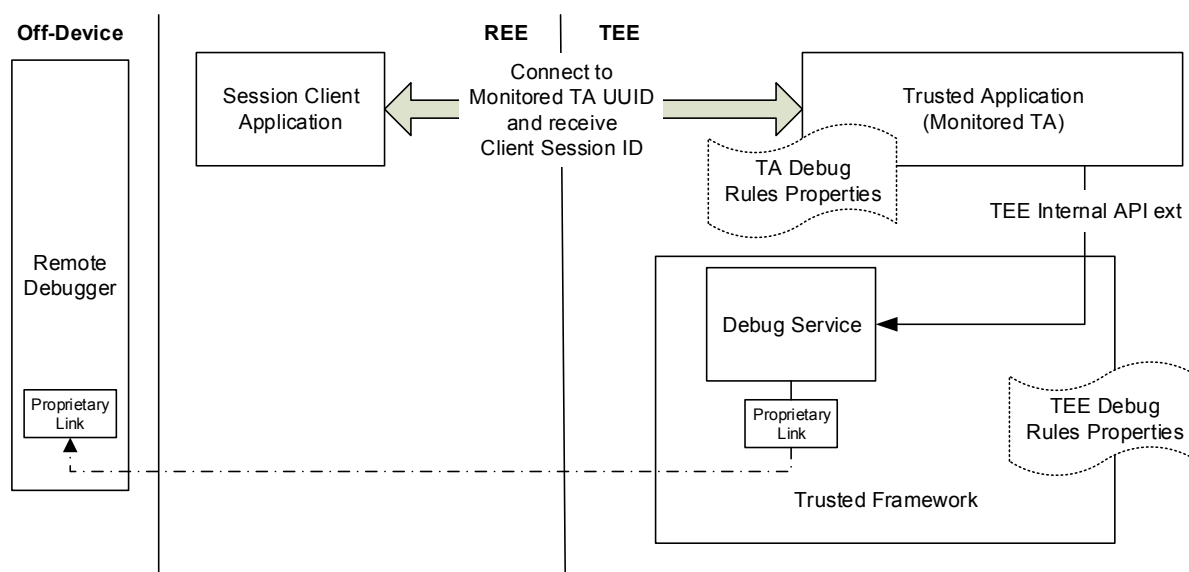 Off-Device
REE
TEE
Session Client
Application
Connect to
Monitored TA UUID
and receive
Client Session ID
Trusted Application
(Monitored TA)
TA Debug
Rules Properties
TEE Internal API ext
Remote
Debugger
Debug Service
Proprietary
Link
Proprietary
Link
TEE Debug
Rules Properties
Trusted Framework